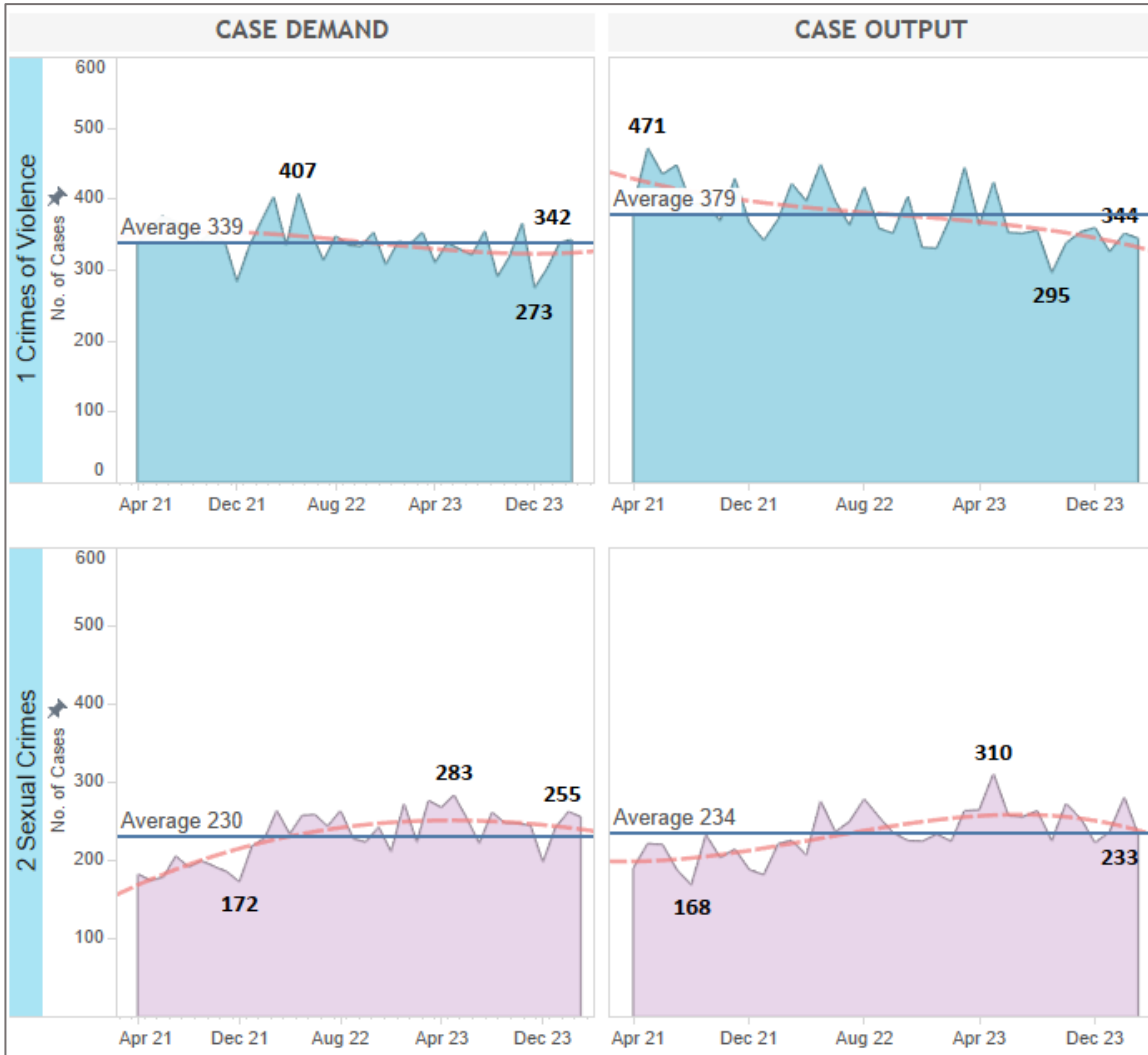 CASE DEMAND
CASE OUTPUT
1 Crimes of Violence
No. of Cases
600
500
400
300
200
100
0
407
Average 339
342
273
Apr 21 Dec 21 Aug 22 Apr 23 Dec 23
471
Average 379
344
295
Apr 21 Dec 21 Aug 22 Apr 23 Dec 23
2 Sexual Crimes
No. of Cases
600
500
400
300
200
100
283
255
Average 230
172
Apr 21 Dec 21 Aug 22 Apr 23 Dec 23
310
Average 234
233
168
Apr 21 Dec 21 Aug 22 Apr 23 Dec 23